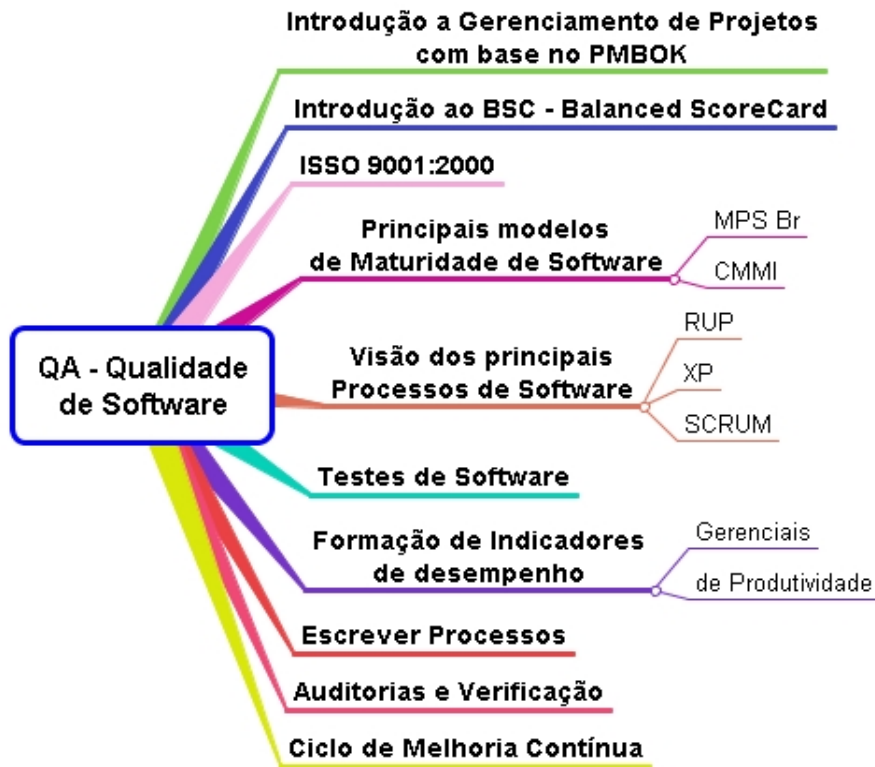 Introdução a Gerenciamento de Projetos
com base no PMBOK
Introdução ao BSC - Balanced ScoreCard
ISSO 9001:2000
Principais modelos
de Maturidade de Software
MPS Br
CMMI
QA - Qualidade
de Software
Visão dos principais
Processos de Software
RUP
XP
SCRUM
Testes de Software
Formação de Indicadores
de desempenho
Gerenciais
de Produtividade
Escrever Processos
Auditorias e Verificação
Ciclo de Melhoria Contínua